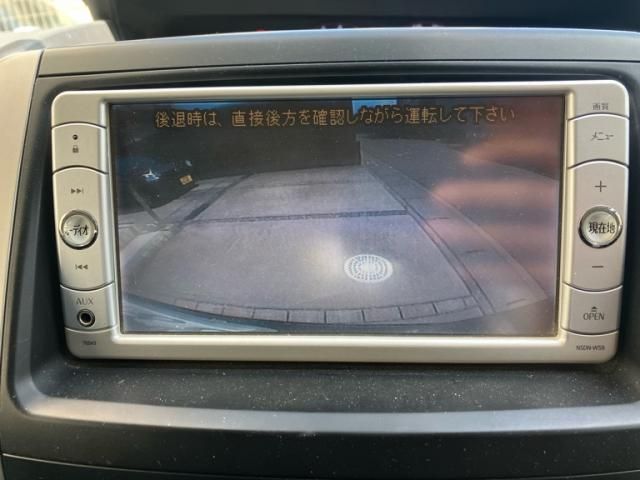 後退時は、直接後方を確認しながら運転して下さい
画質
メニュー
オーディオ
現在地
AUX
OPEN
NSDN-W59